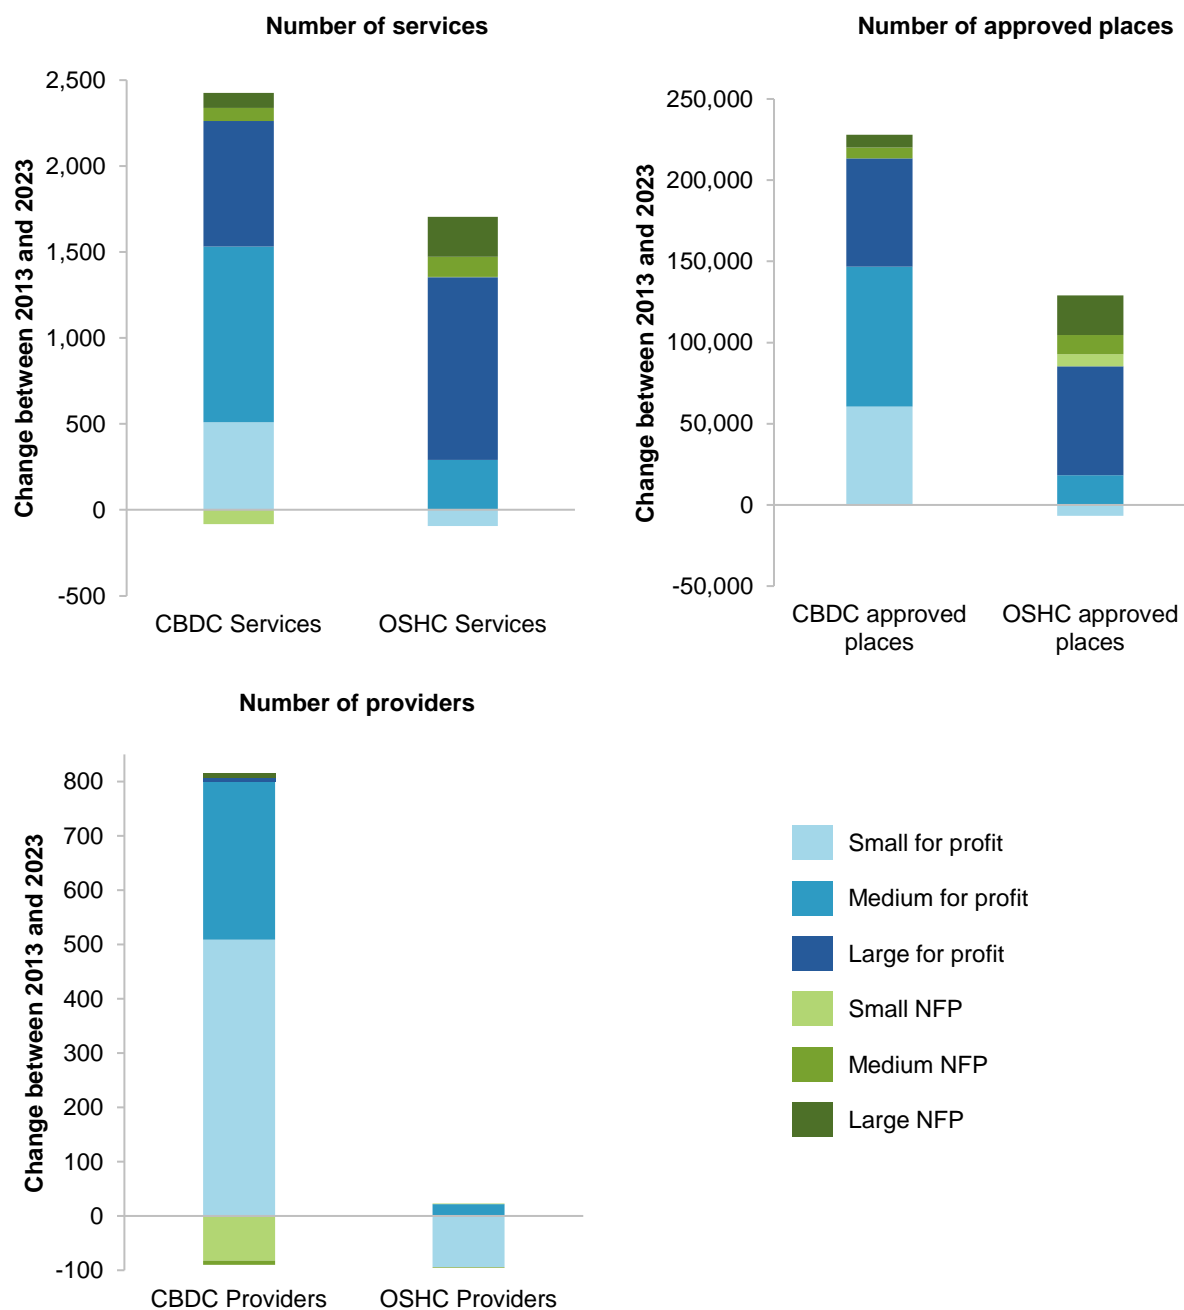 Number of services
Change between 2013 and 2023
2,500
2,000
1,500
1,000
500
0
-500
CBDC Services
OSHC Services
Number of approved places
Change between 2013 and 2023
250,000
200,000
150,000
100,000
50,000
0
-50,000
CBDC approved
places
OSHC approved
places
Number of providers
Change between 2013 and 2023
800
700
600
500
400
300
200
100
0
-100
CBDC Providers
OSHC Providers
Small for profit
Medium for profit
Large for profit
Small NFP
Medium NFP
Large NFP